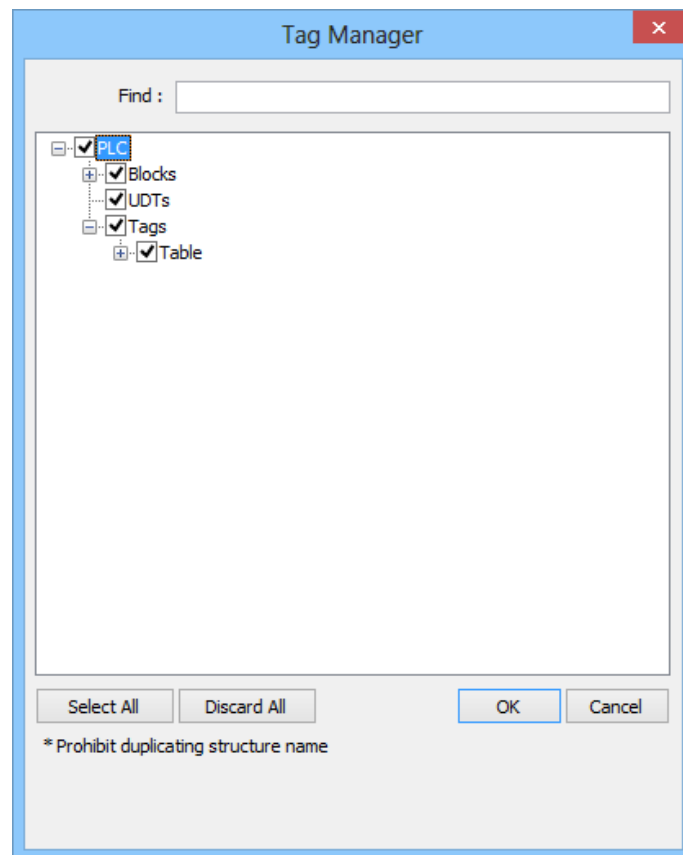 Tag Manager
Find :
PLC
Blocks
UDTs
Tags
Table
Select All Discard All OK Cancel
* Prohibit duplicating structure name